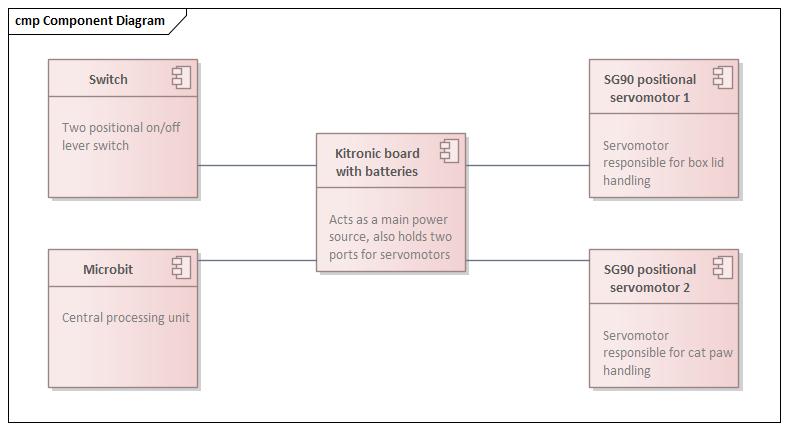 cmp Component Diagram
Switch
Two positional on/off
lever switch
Microbit
Central processing unit
Kitronic board
with batteries
Acts as a main power
source, also holds two
ports for servomotors
SG90 positional
servomotor 1
Servomotor
responsible for box lid
handling
SG90 positional
servomotor 2
Servomotor
responsible for cat paw
handling